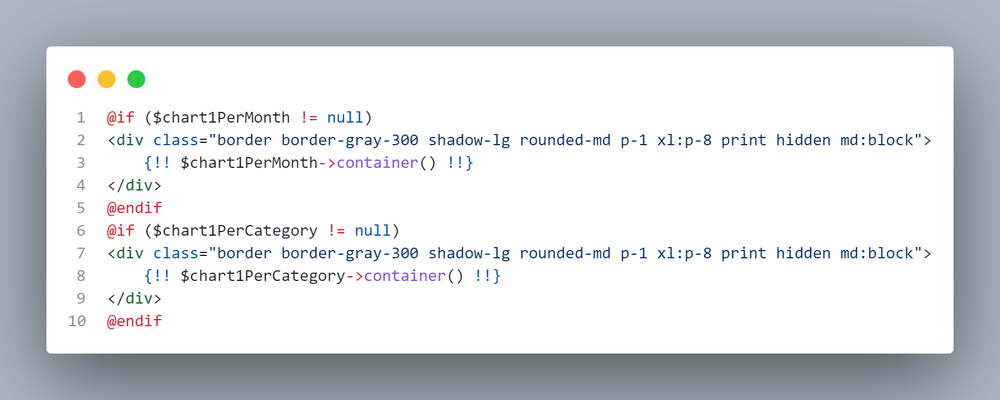 1 @if ($chart1PerMonth != null)
2 <div class="border border-gray-300 shadow-lg rounded-md p-1 xl:p-8 print hidden md:block">
3     {!! $chart1PerMonth->container() !!}
4 </div>
5 @endif
6 @if ($chart1PerCategory != null)
7 <div class="border border-gray-300 shadow-lg rounded-md p-1 xl:p-8 print hidden md:block">
8     {!! $chart1PerCategory->container() !!}
9 </div>
10 @endif